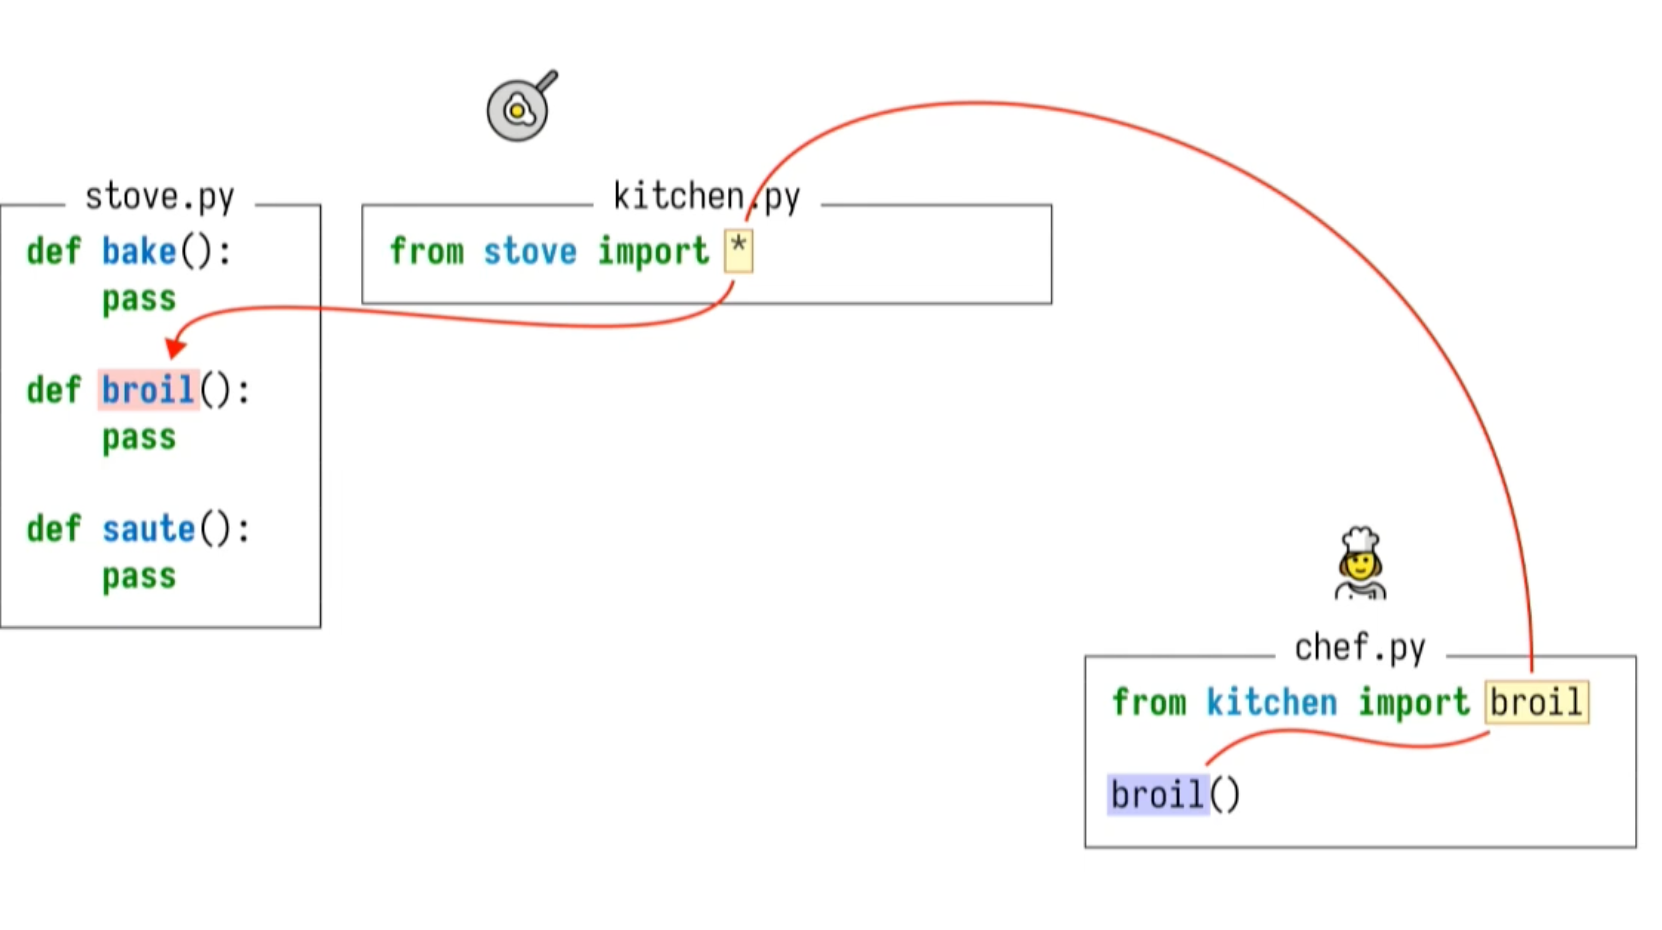 stove.py
def bake():
pass
def broil():
pass
def saute():
pass
kitchen.py
from stove import *
chef.py
from kitchen import broil
broil()